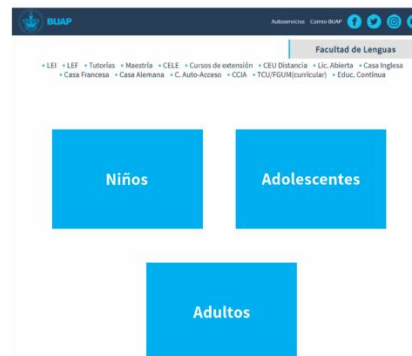 BUAP
Autoservicios Correo BUAP
Facultad de Lenguas
• LEI • LEF • Tutorías • Maestría • CELE • Cursos de extensión • CEU Distancia • Lic. Abierta • Casa Inglesa
• Casa Francesa • Casa Alemana • C. Auto-Acceso • CCIA • TCU/FGUM(curricular) • Educ. Contínua
Niños
Adolescentes
Adultos